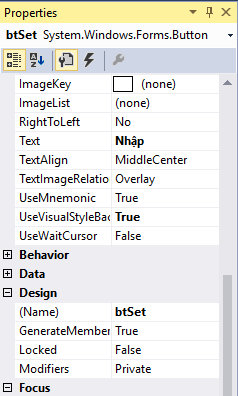 Properties
btSet System.Windows.Forms.Button
ImageKey (none)
ImageList (none)
RightToLeft No
Text Nhập
TextAlign MiddleCenter
TextImageRelation Overlay
UseMnemonic True
UseVisualStyleBac True
UseWaitCursor False
Behavior
Data
Design
(Name) btSet
GenerateMember True
Locked False
Modifiers Private
Focus